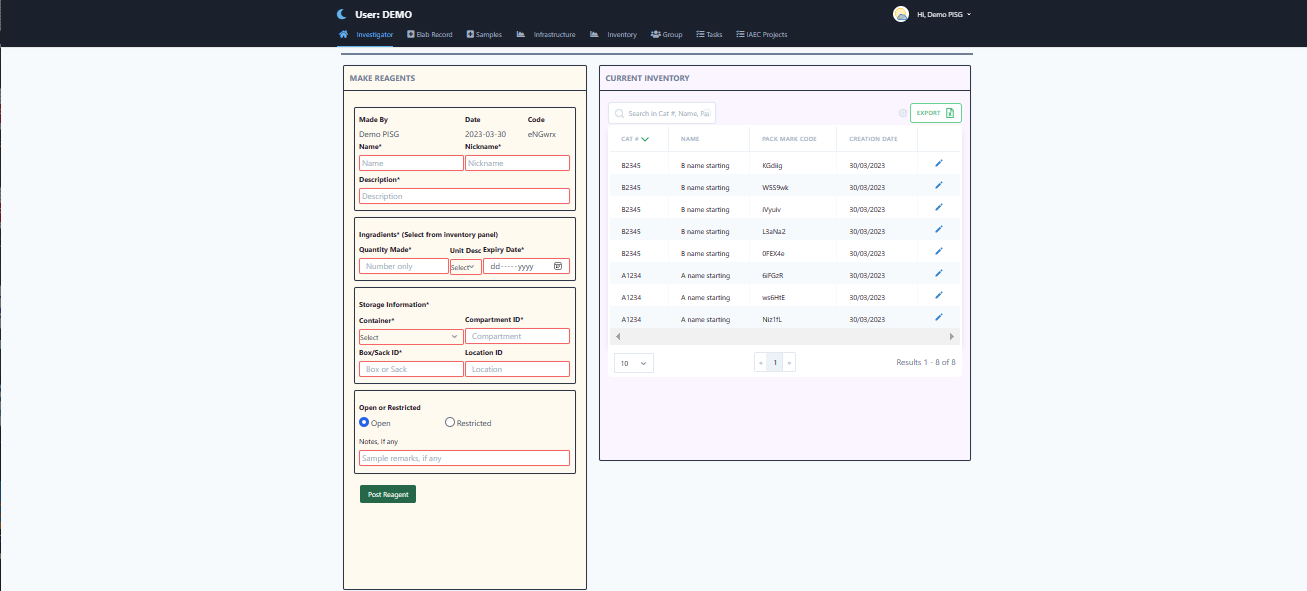 User: DEMO
Hi, Demo PISG
Investigator Elab Record Samples Infrastructure Inventory Group Tasks IAEC Projects
MAKE REAGENTS
Made By Date Code
Demo PISG 2023-03-30 eNGwrx
Name* Nickname*
Name Nickname
Description*
Description
Ingradients* (Select from inventory panel)
Quantity Made* Unit Desc Expiry Date*
Number only Select dd-----yyyy
Storage Information*
Container* Compartment ID*
Select Compartment
Box/Sack ID* Location ID
Box or Sack Location
Open or Restricted
Open Restricted
Notes, if any
Sample remarks, if any
Post Reagent
CURRENT INVENTORY
Search in Cat #, Name, Pa
EXPORT
CAT # NAME PACK MARK CODE CREATION DATE
B2345 B name starting KGdiig 30/03/2023
B2345 B name starting WSS9wk 30/03/2023
B2345 B name starting iVyuiv 30/03/2023
B2345 B name starting L3aNa2 30/03/2023
B2345 B name starting 0FEX4e 30/03/2023
A1234 A name starting 6iFGzR 30/03/2023
A1234 A name starting ws6HtE 30/03/2023
A1234 A name starting Niz1fL 30/03/2023
10 « 1 » Results 1 - 8 of 8